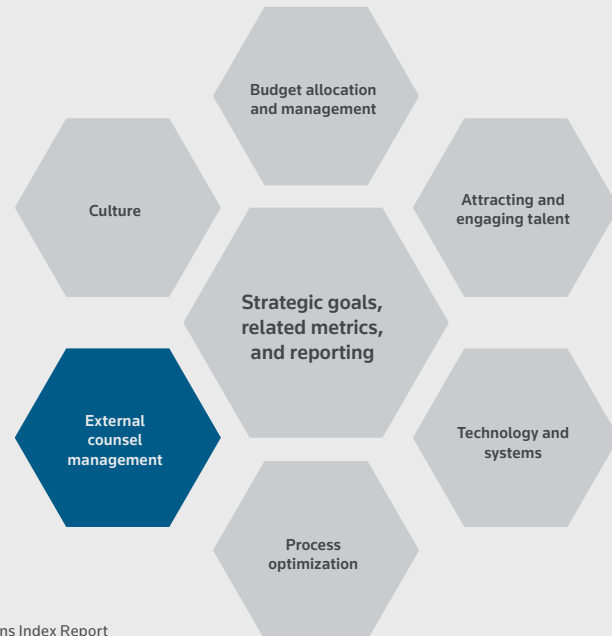 Budget allocation
and management
Culture
Attracting and
engaging talent
Strategic goals,
related metrics,
and reporting
External
counsel
management
Technology and
systems
Process
optimization
Index Report